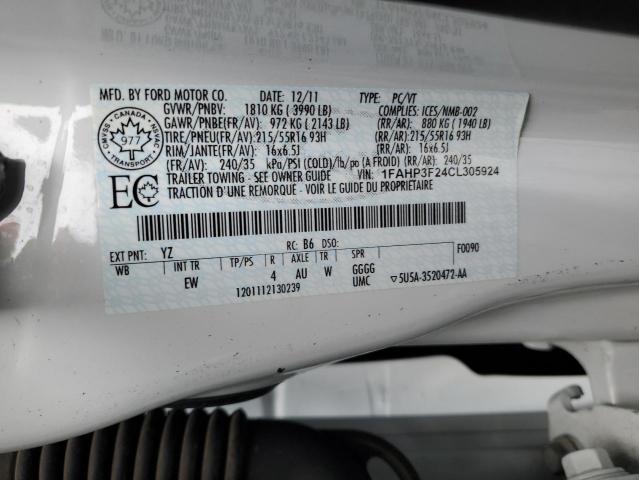 MFD. BY FORD MOTOR CO. DATE: 12/11 TYPE: PC/VT
GVWR/PNBV: 1810 KG ( 3990 LB) COMPLIES: ICES/NMB-002
GAWR/PNBE(FR/AV): 972 KG ( 2143 LB) (RR/AR): 880 KG ( 1940 LB)
TIRE/PNEU(FR/AV):215/55R16 93H (RR/AR):215/55R16 93H
RIM/JANTE(FR/AV): 16x6.5J (RR/AR): 16x6.5J
(FR/AV): 240/35 kPa/PSI (COLD)/lb/po (A FROID) (RR/AR): 240/35
TRAILER TOWING - SEE OWNER GUIDE VIN: 1FAHP3F24CL305924
TRACTION D'UNE REMORQUE - VOIR LE GUIDE DU PROPRIETAIRE
CANADA
977
TRANSPORT
EC
EXT PNT: YZ RC: B6 DSO: F0090
WB INT TR TP/PS R AXLE TR SPR
EW 4 AU W GGGG
UMC 5U5A-3520472-AA
1201112130239